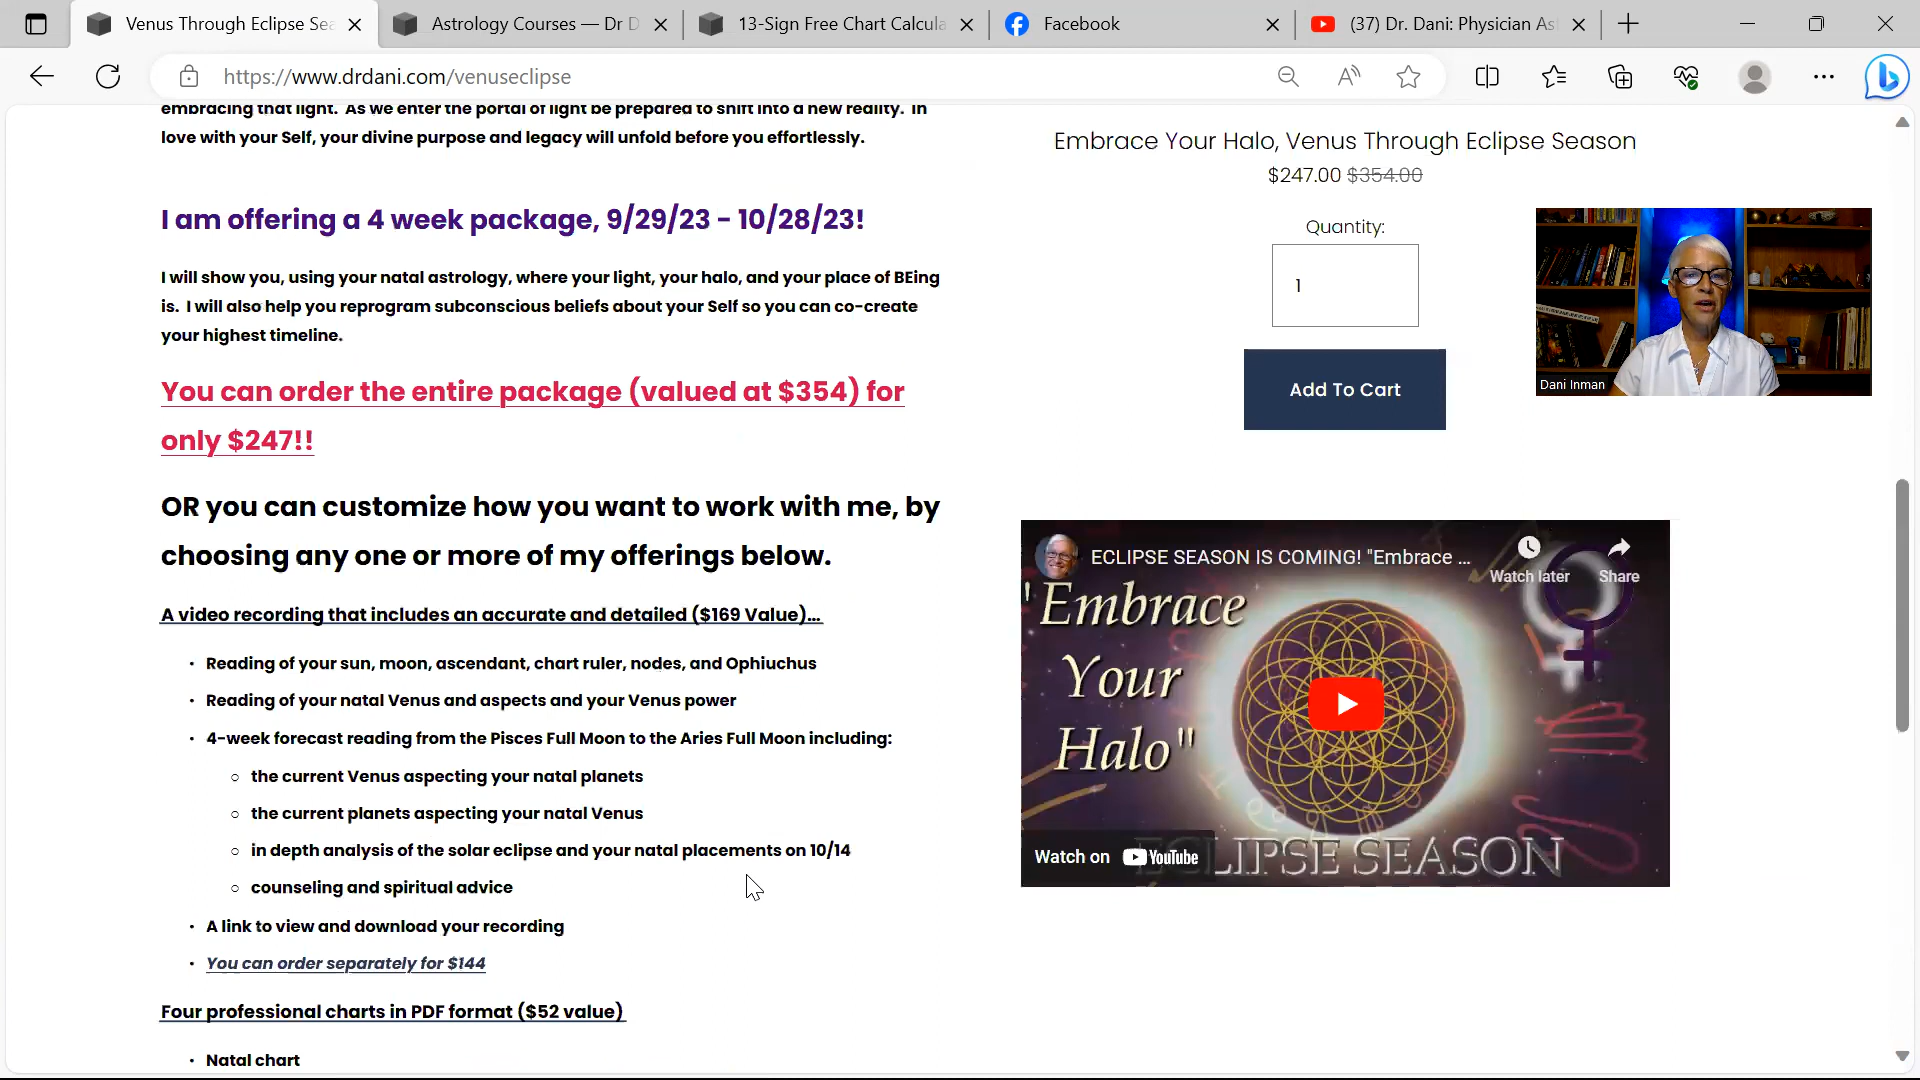 Venus Through Eclipse Sea
Astrology Courses — Dr D
13-Sign Free Chart Calcula
Facebook
(37) Dr. Dani: Physician As
https://www.drdani.com/venuseclipse
embracing that light. As we enter the portal of light be prepared to shift into a new reality. In
love with your Self, your divine purpose and legacy will unfold before you effortlessly.
I am offering a 4 week package, 9/29/23 - 10/28/23!
I will show you, using your natal astrology, where your light, your halo, and your place of BEing
is. I will also help you reprogram subconscious beliefs about your Self so you can co-create
your highest timeline.
You can order the entire package (valued at $354) for
only $247!!
OR you can customize how you want to work with me, by
choosing any one or more of my offerings below.
A video recording that includes an accurate and detailed ($169 Value)...
• Reading of your sun, moon, ascendant, chart ruler, nodes, and Ophiuchus
• Reading of your natal Venus and aspects and your Venus power
• 4-week forecast reading from the Pisces Full Moon to the Aries Full Moon including:
○ the current Venus aspecting your natal planets
○ the current planets aspecting your natal Venus
○ in depth analysis of the solar eclipse and your natal placements on 10/14
○ counseling and spiritual advice
• A link to view and download your recording
• You can order separately for $144
Four professional charts in PDF format ($52 value)
• Natal chart
Embrace Your Halo, Venus Through Eclipse Season
$247.00 $354.00
Quantity:
1
Add To Cart
Dani Inman
ECLIPSE SEASON IS COMING! "Embrace ...
Watch later
Share
"Embrace
Your
Halo"
ECLIPSE SEASON
Watch on YouTube